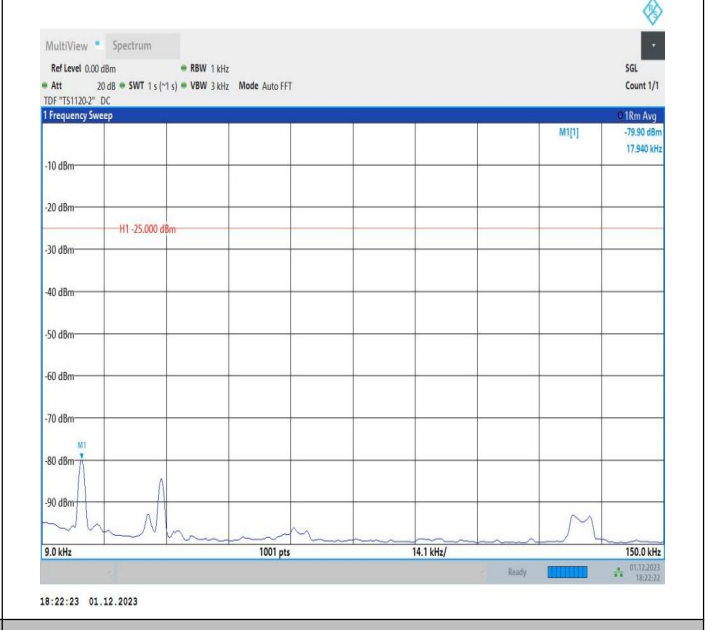 R S
MultiView Spectrum
Ref Level 0.00 dBm RBW 1 kHz SGL
Att 20 dB SWT 1 s (~1 s) VBW 3 kHz Mode Auto FFT Count 1/1
TDF "TS1120-2" DC
1 Frequency Sweep 1Rm Avg
M1[1] -79.90 dBm
17.940 kHz
-10 dBm
-20 dBm
H1 -25.000 dBm
-30 dBm
-40 dBm
-50 dBm
-60 dBm
-70 dBm
M1
-80 dBm
-90 dBm
9.0 kHz 1001 pts 14.1 kHz/ 150.0 kHz
Ready 01.12.2023
18:22:22
18:22:23 01.12.2023